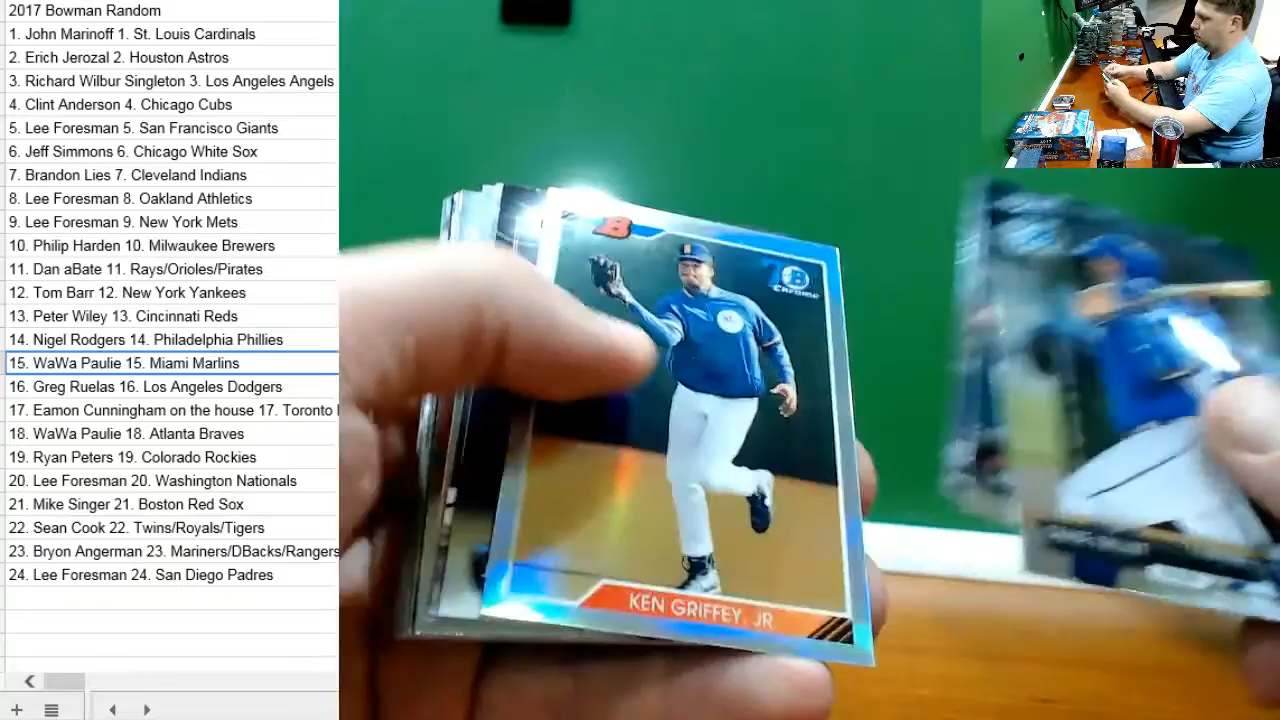 2017 Bowman Random
1. John Marinoff 1. St. Louis Cardinals
2. Erich Jerozal 2. Houston Astros
3. Richard Wilbur Singleton 3. Los Angeles Angels
4. Clint Anderson 4. Chicago Cubs
5. Lee Foresman 5. San Francisco Giants
6. Jeff Simmons 6. Chicago White Sox
7. Brandon Lies 7. Cleveland Indians
8. Lee Foresman 8. Oakland Athletics
9. Lee Foresman 9. New York Mets
10. Philip Harden 10. Milwaukee Brewers
11. Dan aBate 11. Rays/Orioles/Pirates
12. Tom Barr 12. New York Yankees
13. Peter Wiley 13. Cincinnati Reds
14. Nigel Rodgers 14. Philadelphia Phillies
15. WaWa Paulie 15. Miami Marlins
16. Greg Ruelas 16. Los Angeles Dodgers
17. Eamon Cunningham on the house 17. Toronto
18. WaWa Paulie 18. Atlanta Braves
19. Ryan Peters 19. Colorado Rockies
20. Lee Foresman 20. Washington Nationals
21. Mike Singer 21. Boston Red Sox
22. Sean Cook 22. Twins/Royals/Tigers
23. Bryon Angerman 23. Mariners/DBacks/Rangers
24. Lee Foresman 24. San Diego Padres
B
Chrome
KEN GRIFFEY, JR